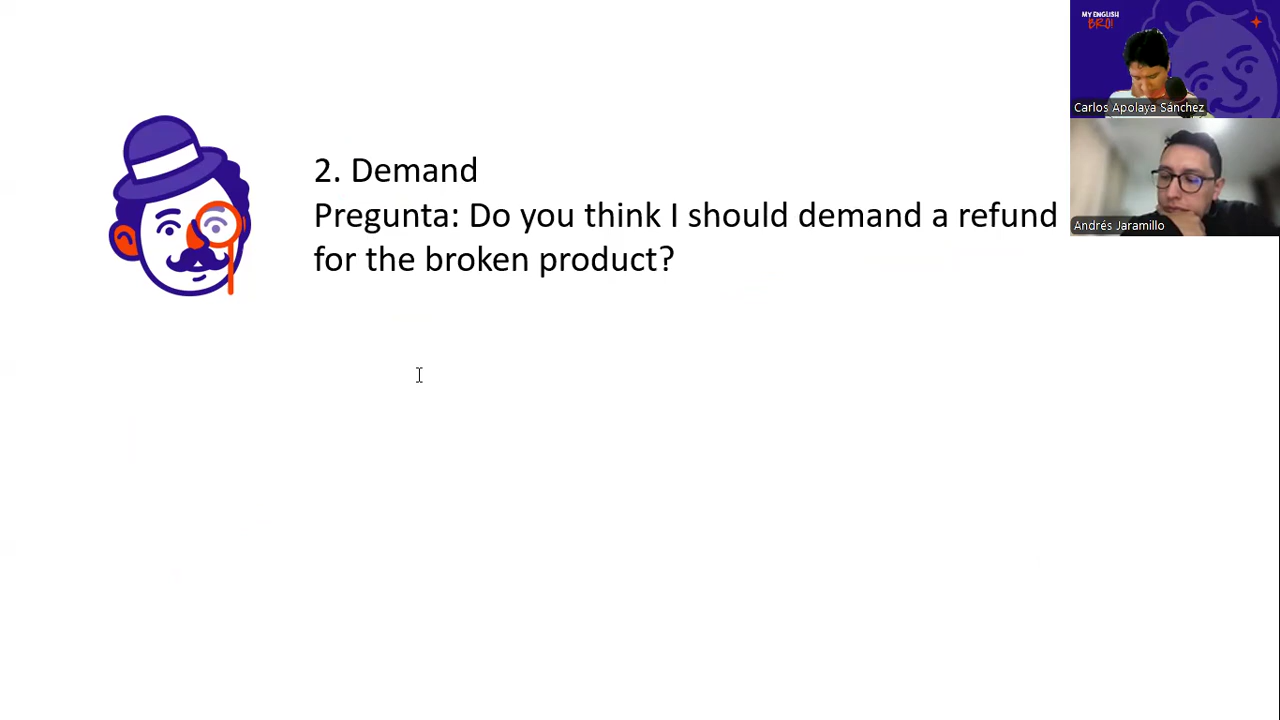 2. Demand
Pregunta: Do you think I should demand a refund
for the broken product?
MY ENGLISH
BRO!
Carlos Apolaya Sánchez
Andrés Jaramillo